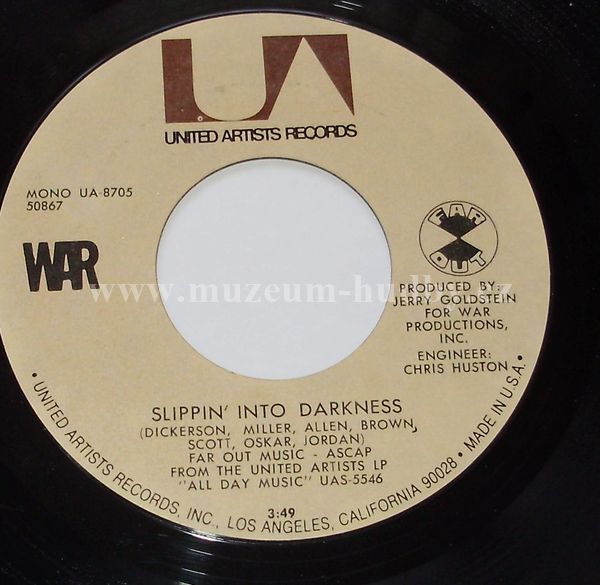 UA
UNITED ARTISTS RECORDS
MONO UA-8705
50867
WAR
FAR
OUT
www.muzeum-hudby.cz
PRODUCED BY:
JERRY GOLDSTEIN
FOR WAR
PRODUCTIONS,
INC.
ENGINEER:
CHRIS HUSTON
SLIPPIN' INTO DARKNESS
(DICKERSON, MILLER, ALLEN, BROWN,
SCOTT, OSKAR, JORDAN)
FAR OUT MUSIC - ASCAP
FROM THE UNITED ARTISTS LP
"ALL DAY MUSIC" UAS-5546
3:49
• UNITED ARTISTS RECORDS, INC., LOS ANGELES, CALIFORNIA 90028 • MADE IN U.S.A. •